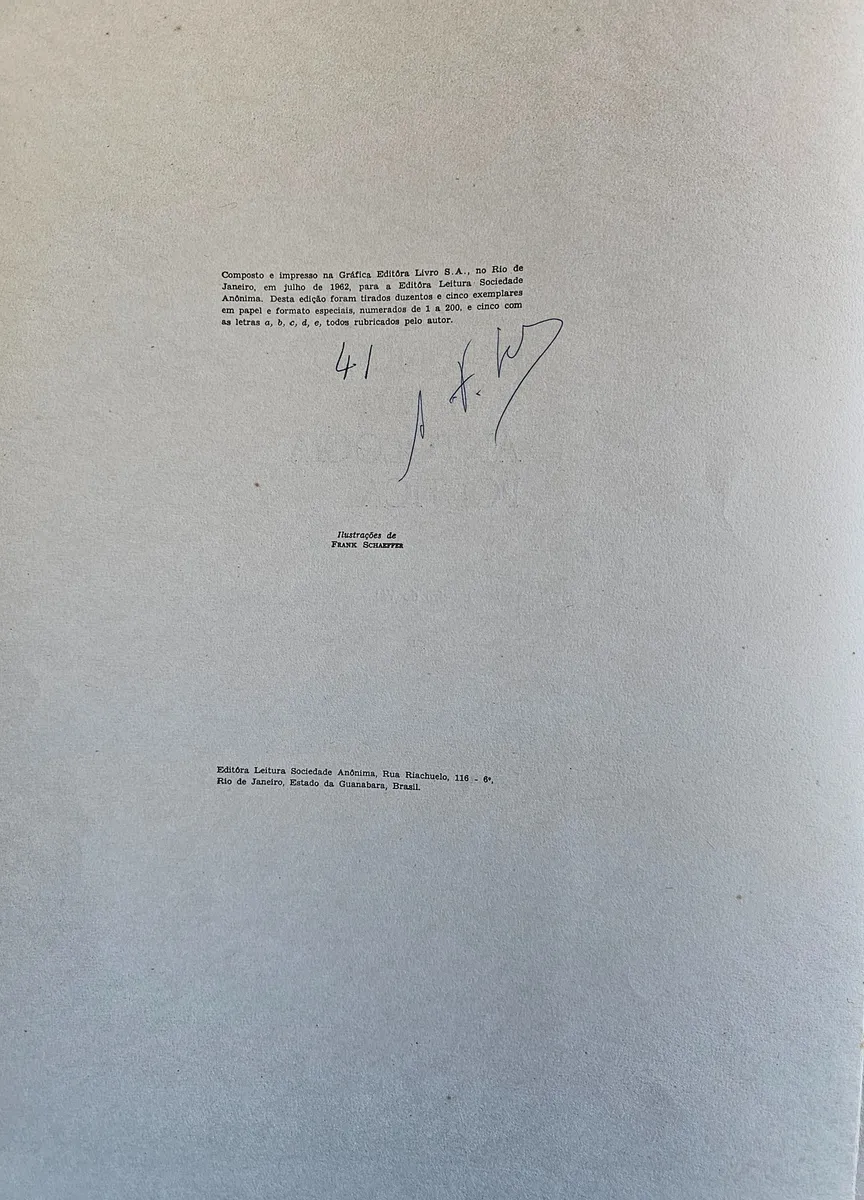 Composto e impresso na Gráfica Editôra Livro S.A., no Rio de
Janeiro, em julho de 1962, para a Editôra Leitura Sociedade
Anônima. Desta edição foram tirados duzentos e cinco exemplares
em papel e formato especiais, numerados de 1 a 200, e cinco com
as letras a, b, c, d, e, todos rubricados pelo autor.
41
Ilustrações de
FRANK SCHAEFFER
Editôra Leitura Sociedade Anônima, Rua Riachuelo, 116 - 6º,
Rio de Janeiro, Estado da Guanabara, Brasil.